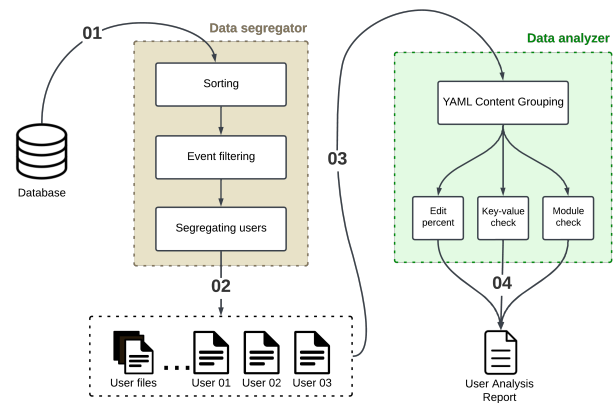 01
Data segregator
Data analyzer
Sorting
YAML Content Grouping
Database
Event filtering
03
Segregating users
Edit
percent
Key-value
check
Module
check
02
04
...
User files
User 01
User 02
User 03
User Analysis
Report